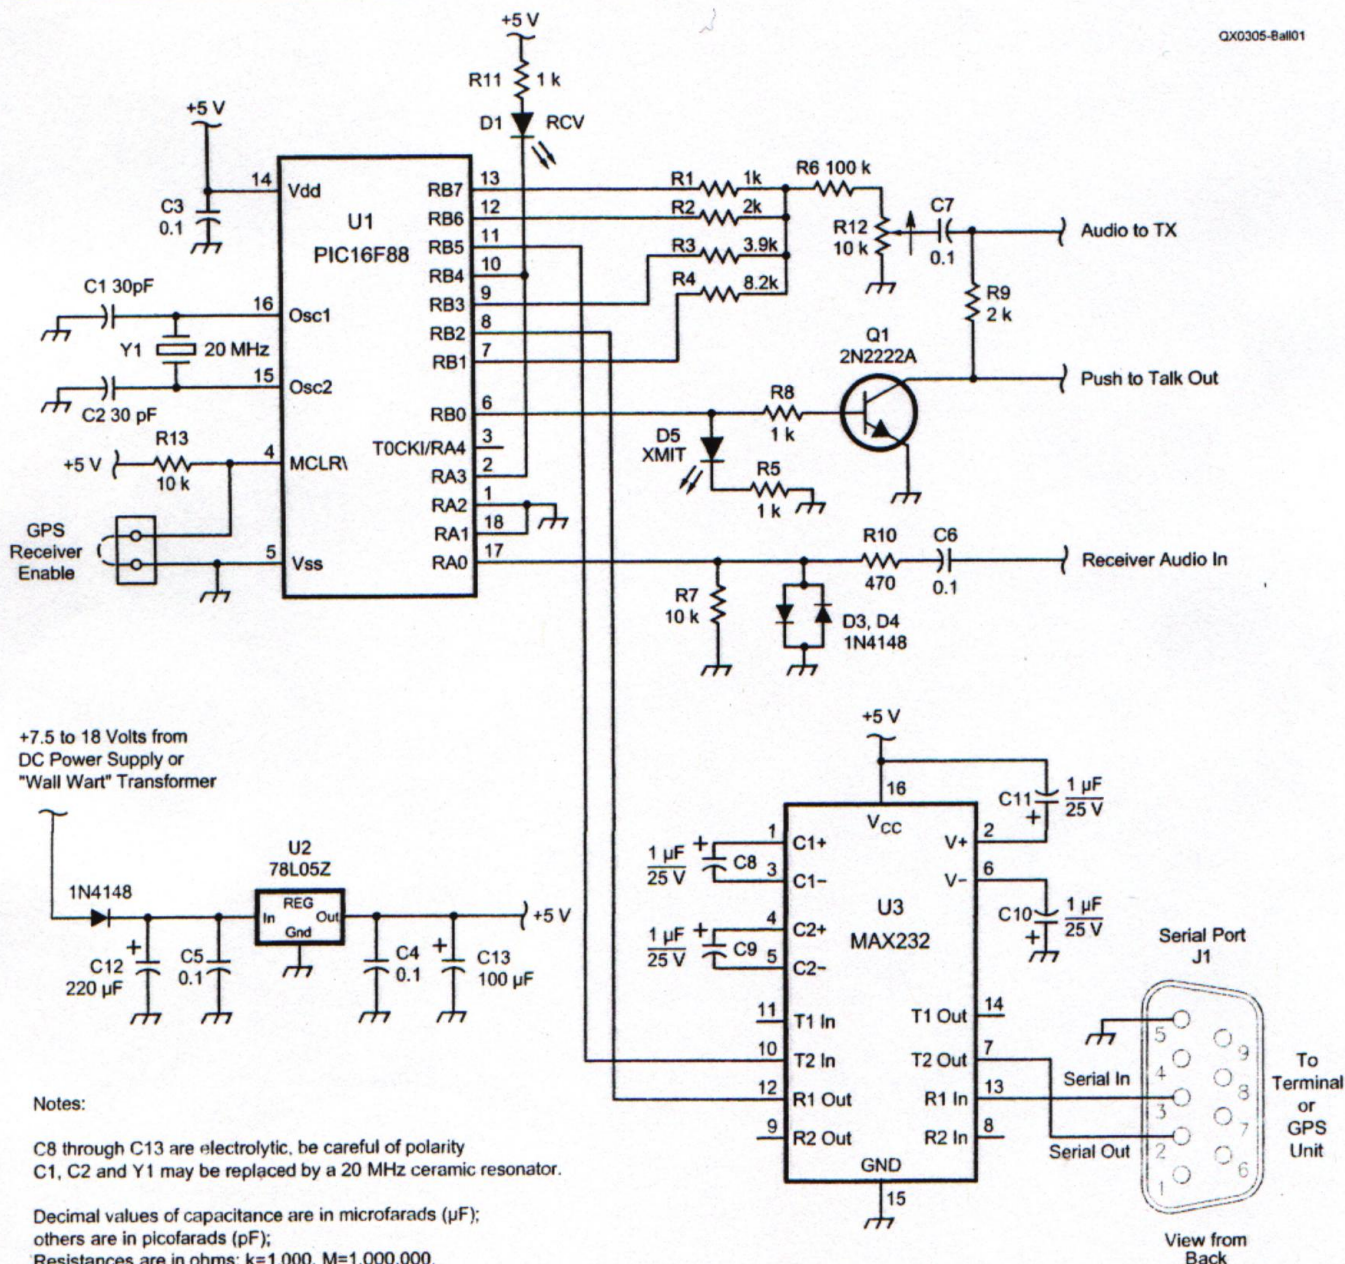 QX0305-Ball01
+5 V
R11
1 k
D1
RCV
+5 V
C3
0.1
14
Vdd
U1
PIC16F88
RB7
13
RB6
12
RB5
11
RB4
10
RB3
9
RB2
8
RB1
7
RB0
6
T0CKI/RA4
3
RA3
2
RA2
1
RA1
18
RA0
17
C1 30pF
16
Osc1
Y1
20 MHz
15
Osc2
C2 30 pF
R13
+5 V
10 k
4
MCLR\
GPS
Receiver
Enable
5
Vss
R1
1k
R2
2k
R3
3.9k
R4
8.2k
R6 100 k
R12
10 k
C7
0.1
Audio to TX
R9
2 k
Q1
2N2222A
Push to Talk Out
R8
1 k
D5
XMIT
R5
1 k
R10
470
C6
0.1
Receiver Audio In
R7
10 k
D3, D4
1N4148
+7.5 to 18 Volts from
DC Power Supply or
"Wall Wart" Transformer
1N4148
U2
78L05Z
REG
In
Out
Gnd
+5 V
+
C12
220 µF
C5
0.1
C4
0.1
+
C13
100 µF
+5 V
16
VCC
C11
1 µF
25 V
+
1
C1+
1 µF
25 V
+
C8
3
C1−
V+
2
V−
6
U3
MAX232
C10
1 µF
25 V
+
4
C2+
1 µF
25 V
+
C9
5
C2−
11
T1 In
T1 Out
14
10
T2 In
T2 Out
7
12
R1 Out
R1 In
13
9
R2 Out
R2 In
8
GND
15
Serial In
Serial Out
Serial Port
J1
5
9
4
8
3
7
2
6
1
To
Terminal
or
GPS
Unit
View from
Back
Notes:
C8 through C13 are electrolytic, be careful of polarity
C1, C2 and Y1 may be replaced by a 20 MHz ceramic resonator.
Decimal values of capacitance are in microfarads (µF);
others are in picofarads (pF);
Resistances are in ohms; k=1,000, M=1,000,000.